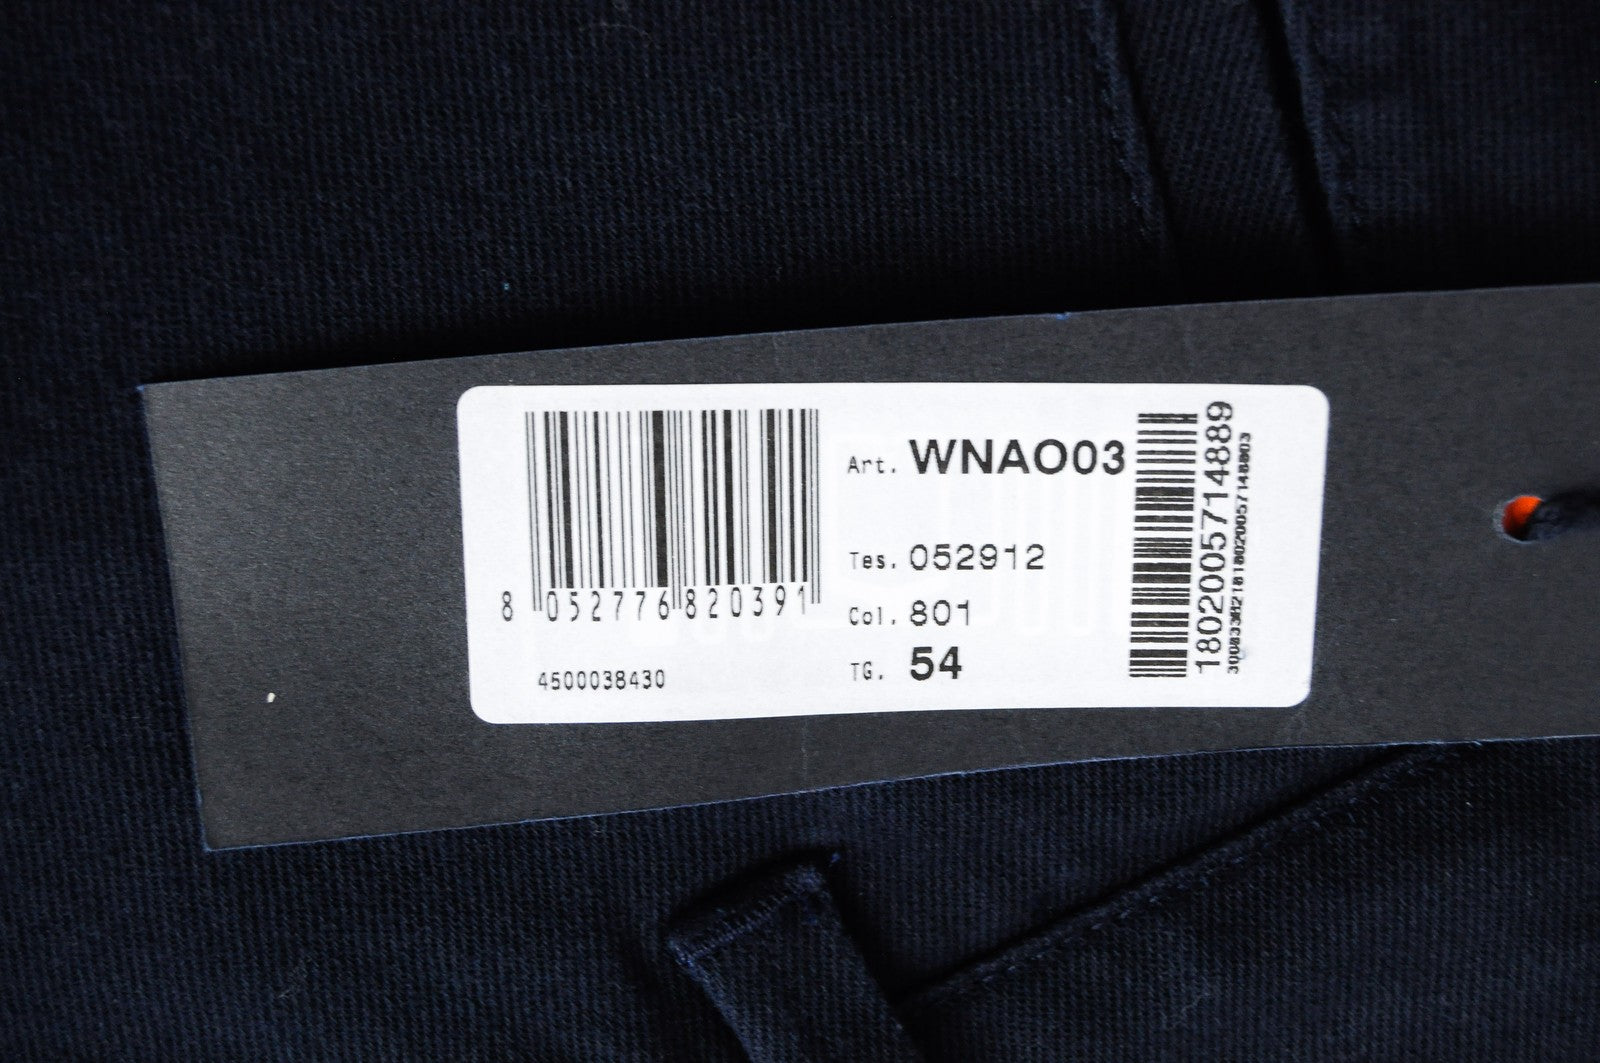 8 052776 820391
4500038430
Art. WNAO03
Tes. 052912
Col. 801
TG. 54
1802005714889